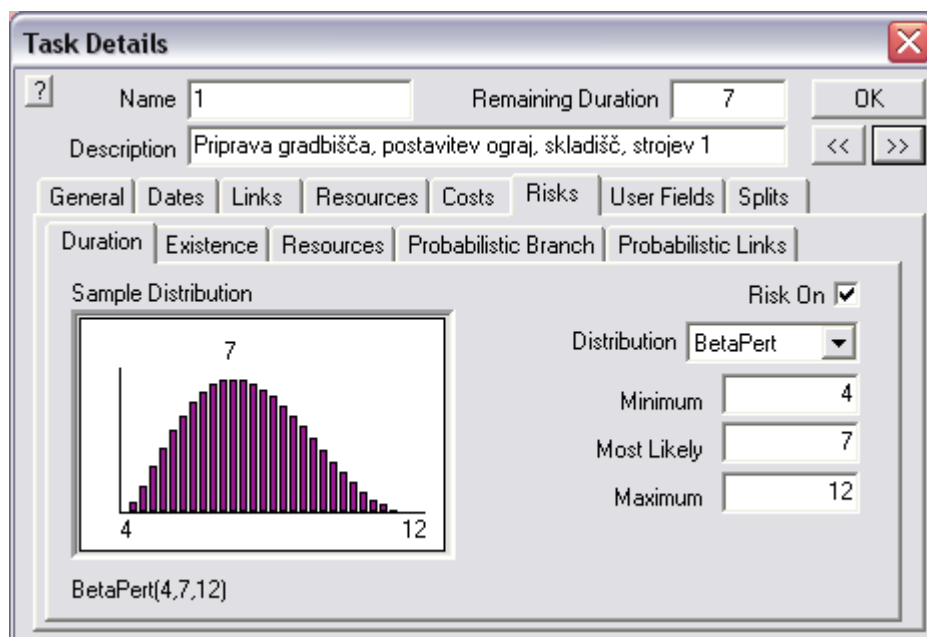 Task Details
? Name 1 Remaining Duration 7 OK
Description Priprava gradbišča, postavitev ograj, skladišč, strojev 1 << >>
General Dates Links Resources Costs Risks User Fields Splits
Duration Existence Resources Probabilistic Branch Probabilistic Links
Sample Distribution Risk On
Distribution BetaPert
7
Minimum 4
Most Likely 7
Maximum 12
4 12
BetaPert(4,7,12)